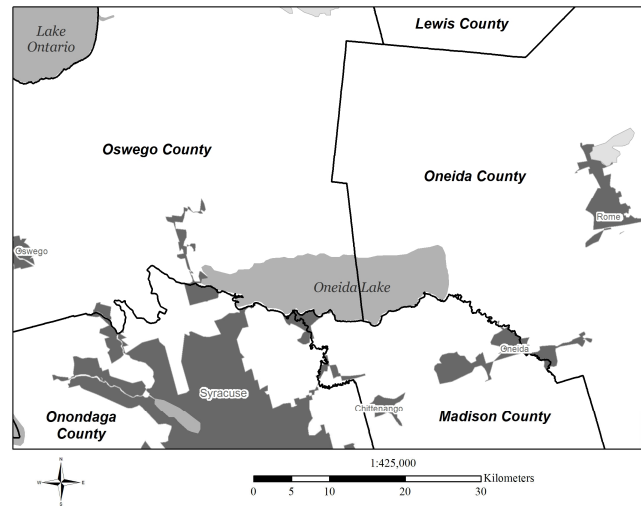 Lewis County
Lake
Ontario
Oswego County
Oneida County
Rome
Oswego
Oneida Lake
Oneida
Syracuse
Chittenango
Onondaga
County
Madison County
N
W
E
S
1:425,000
Kilometers
0 5 10 20 30